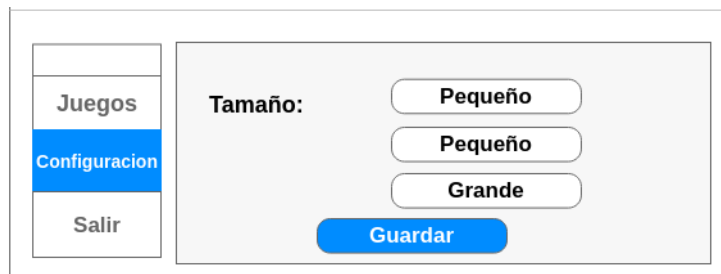 Juegos
Configuracion
Salir
Tamaño:
Pequeño
Pequeño
Grande
Guardar